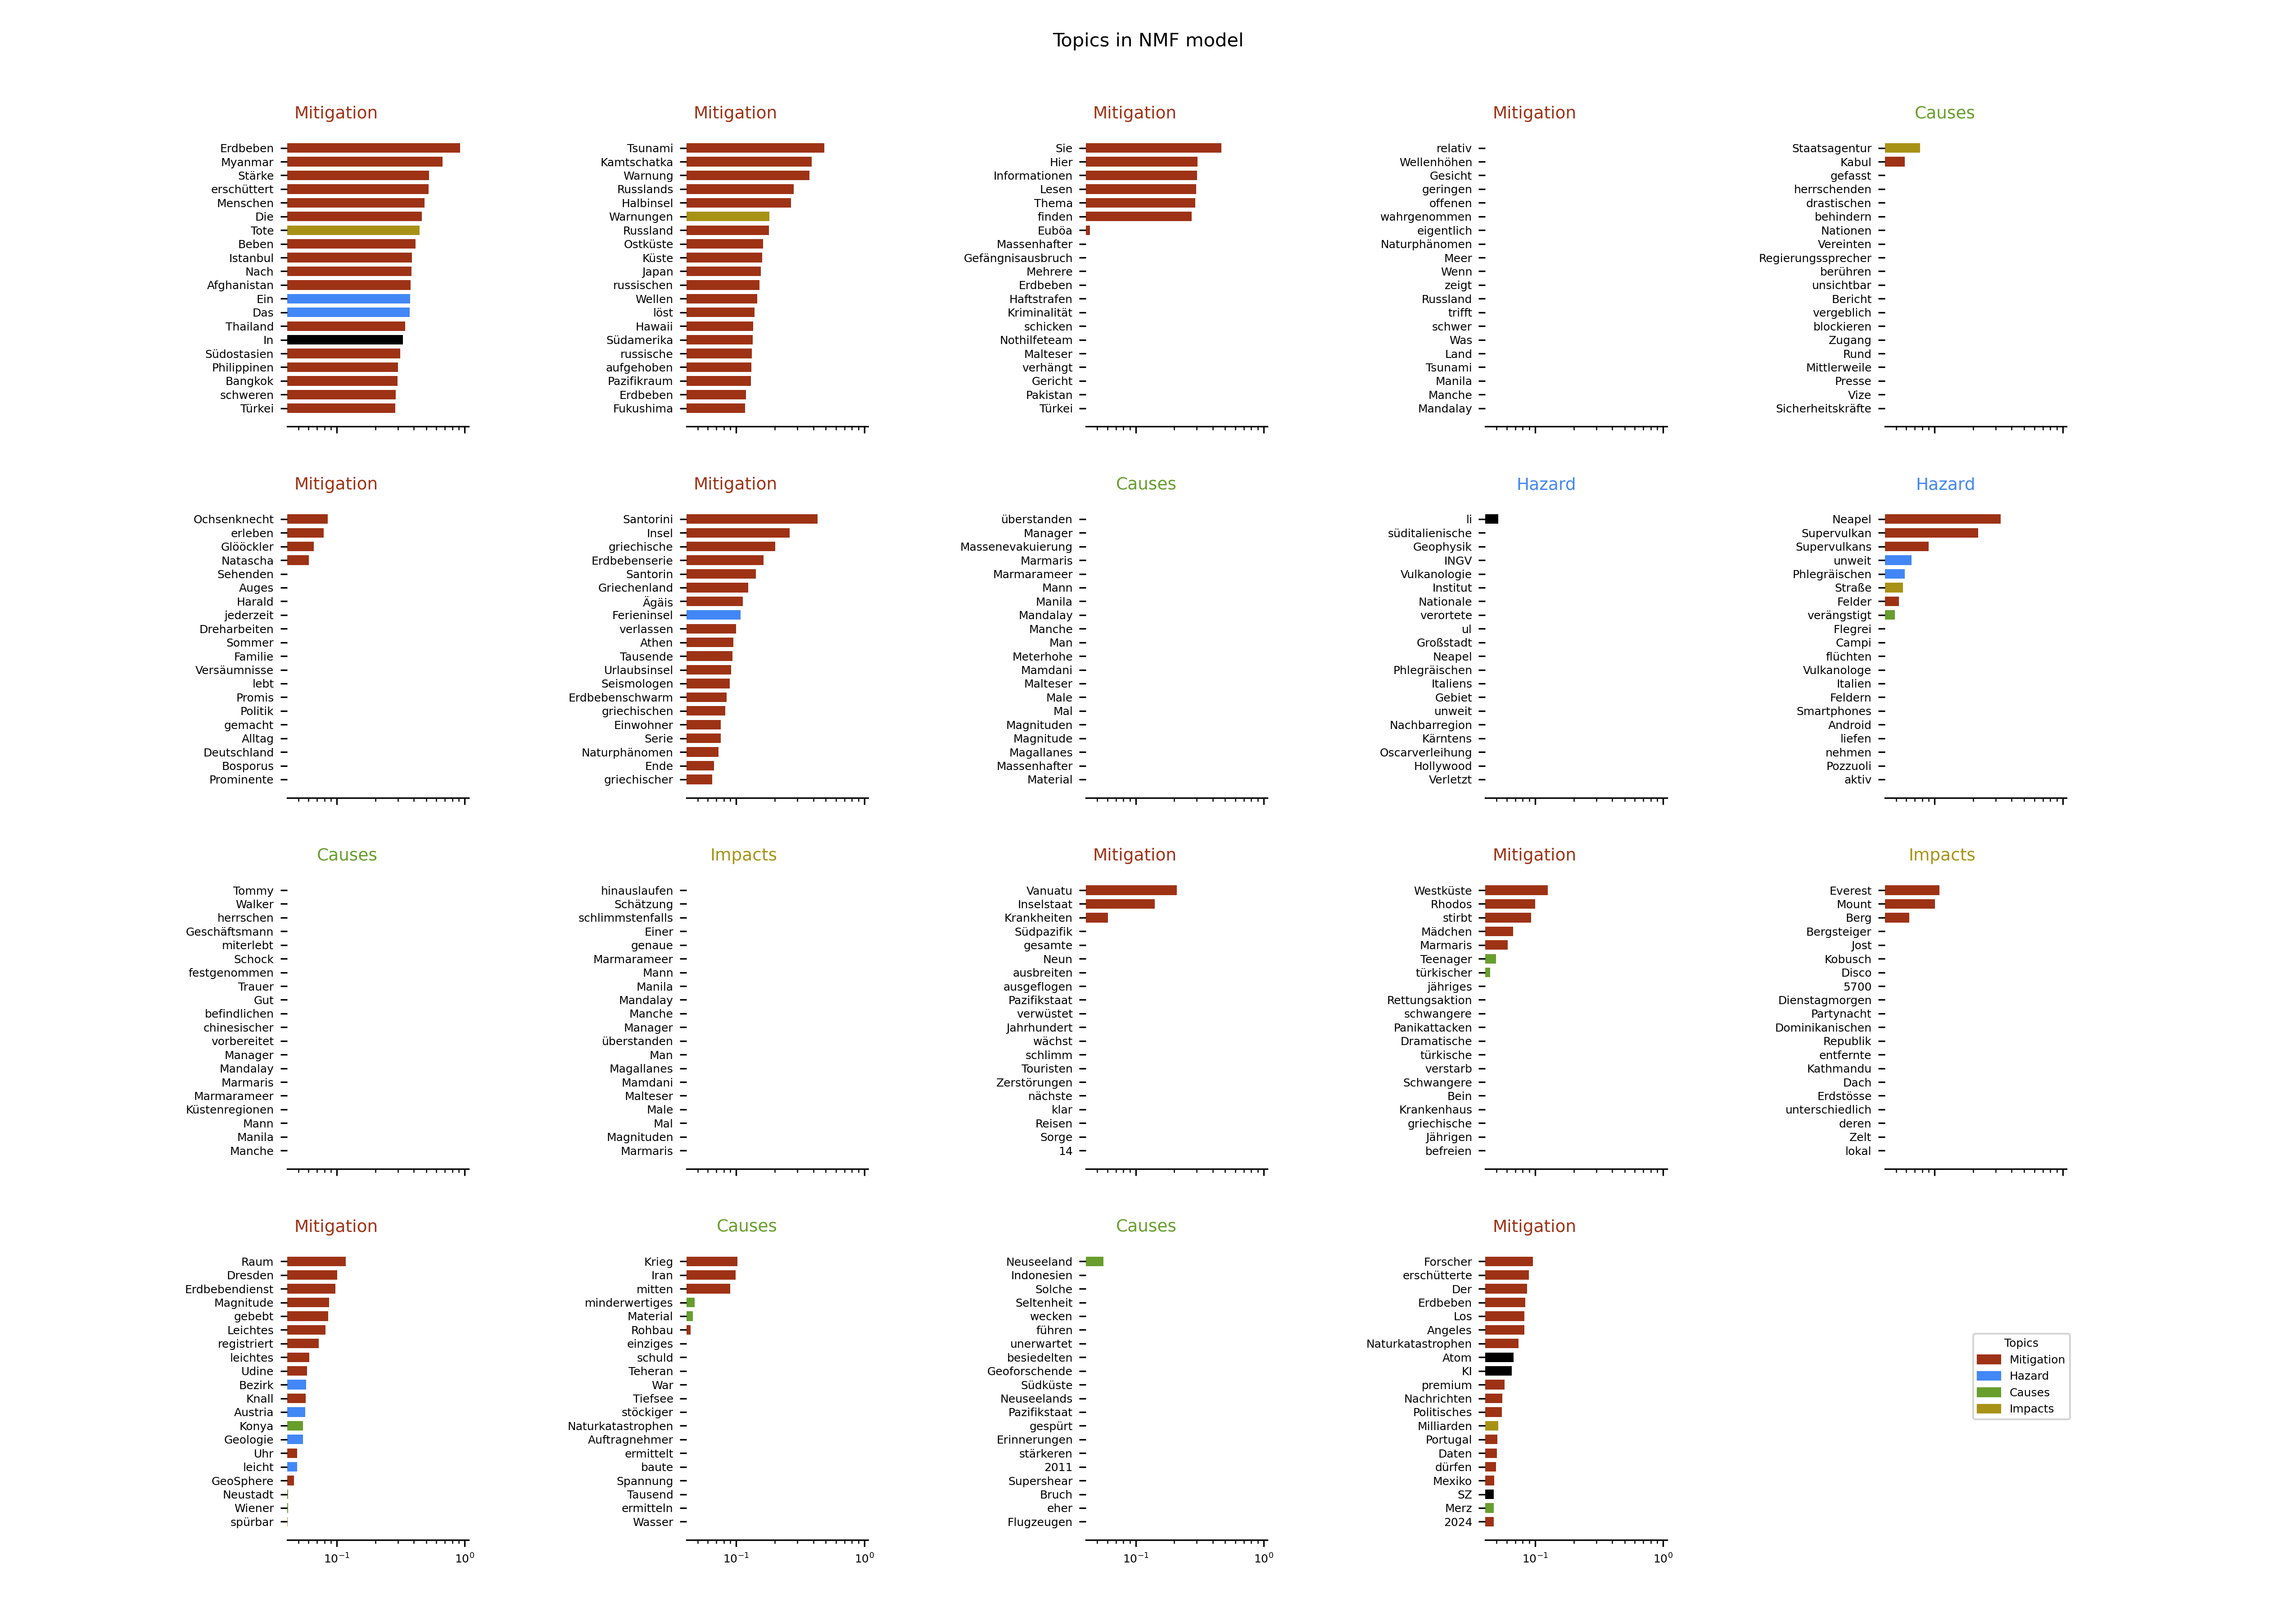 Topics in NMF model
Mitigation
Erdbeben
Myanmar
Stärke
erschüttert
Menschen
Die
Tote
Beben
Istanbul
Nach
Afghanistan
Ein
Das
Thailand
In
Südostasien
Philippinen
Bangkok
schweren
Türkei
Mitigation
Tsunami
Kamtschatka
Warnung
Russlands
Halbinsel
Warnungen
Russland
Ostküste
Küste
Japan
russischen
Wellen
löst
Hawaii
Südamerika
russische
aufgehoben
Pazifikraum
Erdbeben
Fukushima
Mitigation
Sie
Hier
Informationen
Lesen
Thema
finden
Euböa
Massenhafter
Gefängnisausbruch
Mehrere
Erdbeben
Haftstrafen
Kriminalität
schicken
Nothilfeteam
Malteser
verhängt
Gericht
Pakistan
Türkei
Mitigation
relativ
Wellenhöhen
Gesicht
geringen
offenen
wahrgenommen
eigentlich
Naturphänomen
Meer
Wenn
zeigt
Russland
trifft
schwer
Was
Land
Tsunami
Manila
Manche
Mandalay
Causes
Staatsagentur
Kabul
gefasst
herrschenden
drastischen
behindern
Nationen
Vereinten
Regierungssprecher
berühren
unsichtbar
Bericht
vergeblich
blockieren
Zugang
Rund
Mittlerweile
Presse
Vize
Sicherheitskräfte
Mitigation
Ochsenknecht
erleben
Glööckler
Natascha
Sehenden
Auges
Harald
jederzeit
Dreharbeiten
Sommer
Familie
Versäumnisse
lebt
Promis
Politik
gemacht
Alltag
Deutschland
Bosporus
Prominente
Mitigation
Santorini
Insel
griechische
Erdbebenserie
Santorin
Griechenland
Ägäis
Ferieninsel
verlassen
Athen
Tausende
Urlaubsinsel
Seismologen
Erdbebenschwarm
griechischen
Einwohner
Serie
Naturphänomen
Ende
griechischer
Causes
überstanden
Manager
Massenevakuierung
Marmaris
Marmarameer
Mann
Manila
Mandalay
Manche
Man
Meterhohe
Mamdani
Malteser
Male
Mal
Magnituden
Magnitude
Magallanes
Massenhafter
Material
Hazard
li
süditalienische
Geophysik
INGV
Vulkanologie
Institut
Nationale
verortete
ul
Großstadt
Neapel
Phlegräischen
Italiens
Gebiet
unweit
Nachbarregion
Kärntens
Oscarverleihung
Hollywood
Verletzt
Hazard
Neapel
Supervulkan
Supervulkans
unweit
Phlegräischen
Straße
Felder
verängstigt
Flegrei
Campi
flüchten
Vulkanologe
Italien
Feldern
Smartphones
Android
liefen
nehmen
Pozzuoli
aktiv
Causes
Tommy
Walker
herrschen
Geschäftsmann
miterlebt
Schock
festgenommen
Trauer
Gut
befindlichen
chinesischer
vorbereitet
Manager
Mandalay
Marmaris
Marmarameer
Küstenregionen
Mann
Manila
Manche
Impacts
hinauslaufen
Schätzung
schlimmstenfalls
Einer
genaue
Marmarameer
Mann
Manila
Mandalay
Manche
Manager
überstanden
Man
Magallanes
Mamdani
Malteser
Male
Mal
Magnituden
Marmaris
Mitigation
Vanuatu
Inselstaat
Krankheiten
Südpazifik
gesamte
Neun
ausbreiten
ausgeflogen
Pazifikstaat
verwüstet
Jahrhundert
wächst
schlimm
Touristen
Zerstörungen
nächste
klar
Reisen
Sorge
14
Mitigation
Westküste
Rhodos
stirbt
Mädchen
Marmaris
Teenager
türkischer
jähriges
Rettungsaktion
schwangere
Panikattacken
Dramatische
türkische
verstarb
Schwangere
Bein
Krankenhaus
griechische
Jährigen
befreien
Impacts
Everest
Mount
Berg
Bergsteiger
Jost
Kobusch
Disco
5700
Dienstagmorgen
Partynacht
Dominikanischen
Republik
entfernte
Kathmandu
Dach
Erdstösse
unterschiedlich
deren
Zelt
lokal
Mitigation
Raum
Dresden
Erdbebendienst
Magnitude
gebebt
Leichtes
registriert
leichtes
Udine
Bezirk
Knall
Austria
Konya
Geologie
Uhr
leicht
GeoSphere
Neustadt
Wiener
spürbar
10⁻¹ 10⁰
Causes
Krieg
Iran
mitten
minderwertiges
Material
Rohbau
einziges
schuld
Teheran
War
Tiefsee
stöckiger
Naturkatastrophen
Auftragnehmer
ermittelt
baute
Spannung
Tausend
ermitteln
Wasser
10⁻¹ 10⁰
Causes
Neuseeland
Indonesien
Solche
Seltenheit
wecken
führen
unerwartet
besiedelten
Geoforschende
Südküste
Neuseelands
Pazifikstaat
gespürt
Erinnerungen
stärkeren
2011
Supershear
Bruch
eher
Flugzeugen
10⁻¹ 10⁰
Mitigation
Forscher
erschütterte
Der
Erdbeben
Los
Angeles
Naturkatastrophen
Atom
KI
premium
Nachrichten
Politisches
Milliarden
Portugal
Daten
dürfen
Mexiko
SZ
Merz
2024
10⁻¹ 10⁰
Topics
Mitigation
Hazard
Causes
Impacts